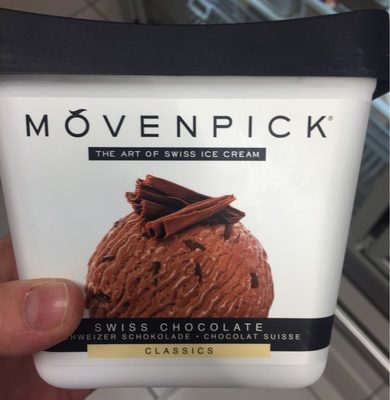 MÖVENPICK®
THE ART OF SWISS ICE CREAM
SWISS CHOCOLATE
SCHOKOLADE • CHOCOLAT SUISSE
CLASSICS